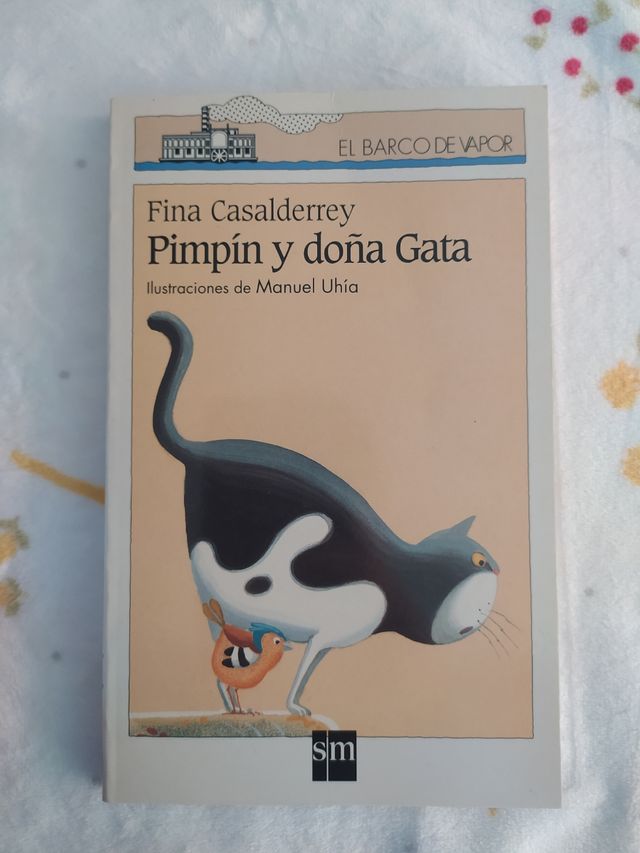 EL BARCO DE VAPOR
Fina Casalderrey
Pimpín y doña Gata
Ilustraciones de Manuel Uhía
sm